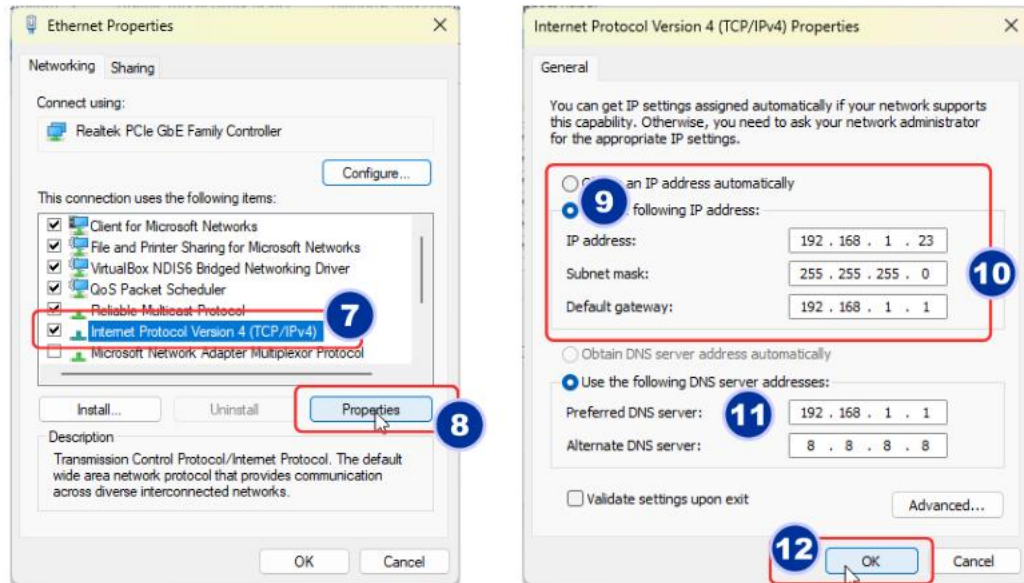 Ethernet Properties
Networking
Sharing
Connect using:
Realtek PCIe GbE Family Controller
Configure...
This connection uses the following items:
Client for Microsoft Networks
File and Printer Sharing for Microsoft Networks
VirtualBox NDIS6 Bridged Networking Driver
QoS Packet Scheduler
Reliable Multicast Protocol
7
Internet Protocol Version 4 (TCP/IPv4)
Microsoft Network Adapter Multiplexor Protocol
Install...
Uninstall
Properties
8
Description
Transmission Control Protocol/Internet Protocol. The default
wide area network protocol that provides communication
across diverse interconnected networks.
OK
Cancel
Internet Protocol Version 4 (TCP/IPv4) Properties
General
You can get IP settings assigned automatically if your network supports
this capability. Otherwise, you need to ask your network administrator
for the appropriate IP settings.
an IP address automatically
9
following IP address:
IP address: 192 . 168 . 1 . 23
Subnet mask: 255 . 255 . 255 . 0
10
Default gateway: 192 . 168 . 1 . 1
Obtain DNS server address automatically
Use the following DNS server addresses:
Preferred DNS server: 192 . 168 . 1 . 1
11
Alternate DNS server: 8 . 8 . 8 . 8
Validate settings upon exit
Advanced...
12
OK
Cancel